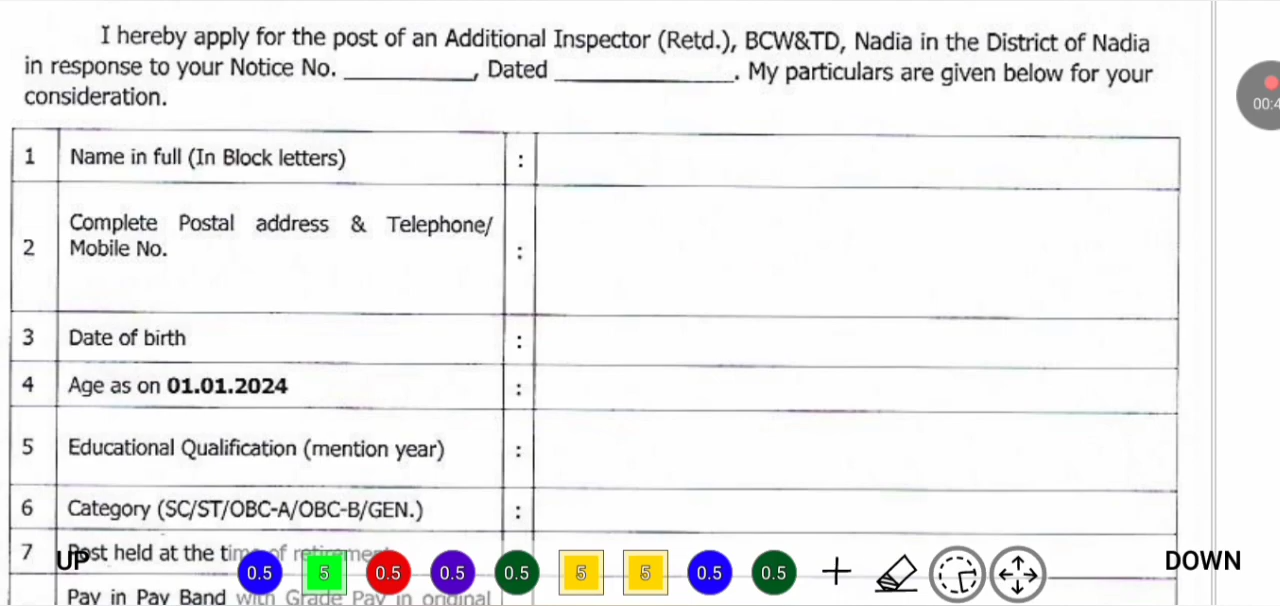 I hereby apply for the post of an Additional Inspector (Retd.), BCW&TD, Nadia in the District of Nadia
in response to your Notice No. __________, Dated ______________. My particulars are given below for your
consideration.
1 Name in full (In Block letters) :
2 Complete Postal address & Telephone/
Mobile No. :
3 Date of birth :
4 Age as on 01.01.2024 :
5 Educational Qualification (mention year) :
6 Category (SC/ST/OBC-A/OBC-B/GEN.) :
7 Post held at the time of retirement
UP 0.5 5 0.5 0.5 0.5 5 5 0.5 0.5 DOWN
Pay in Pay Band with Grade Pay in original
00:4